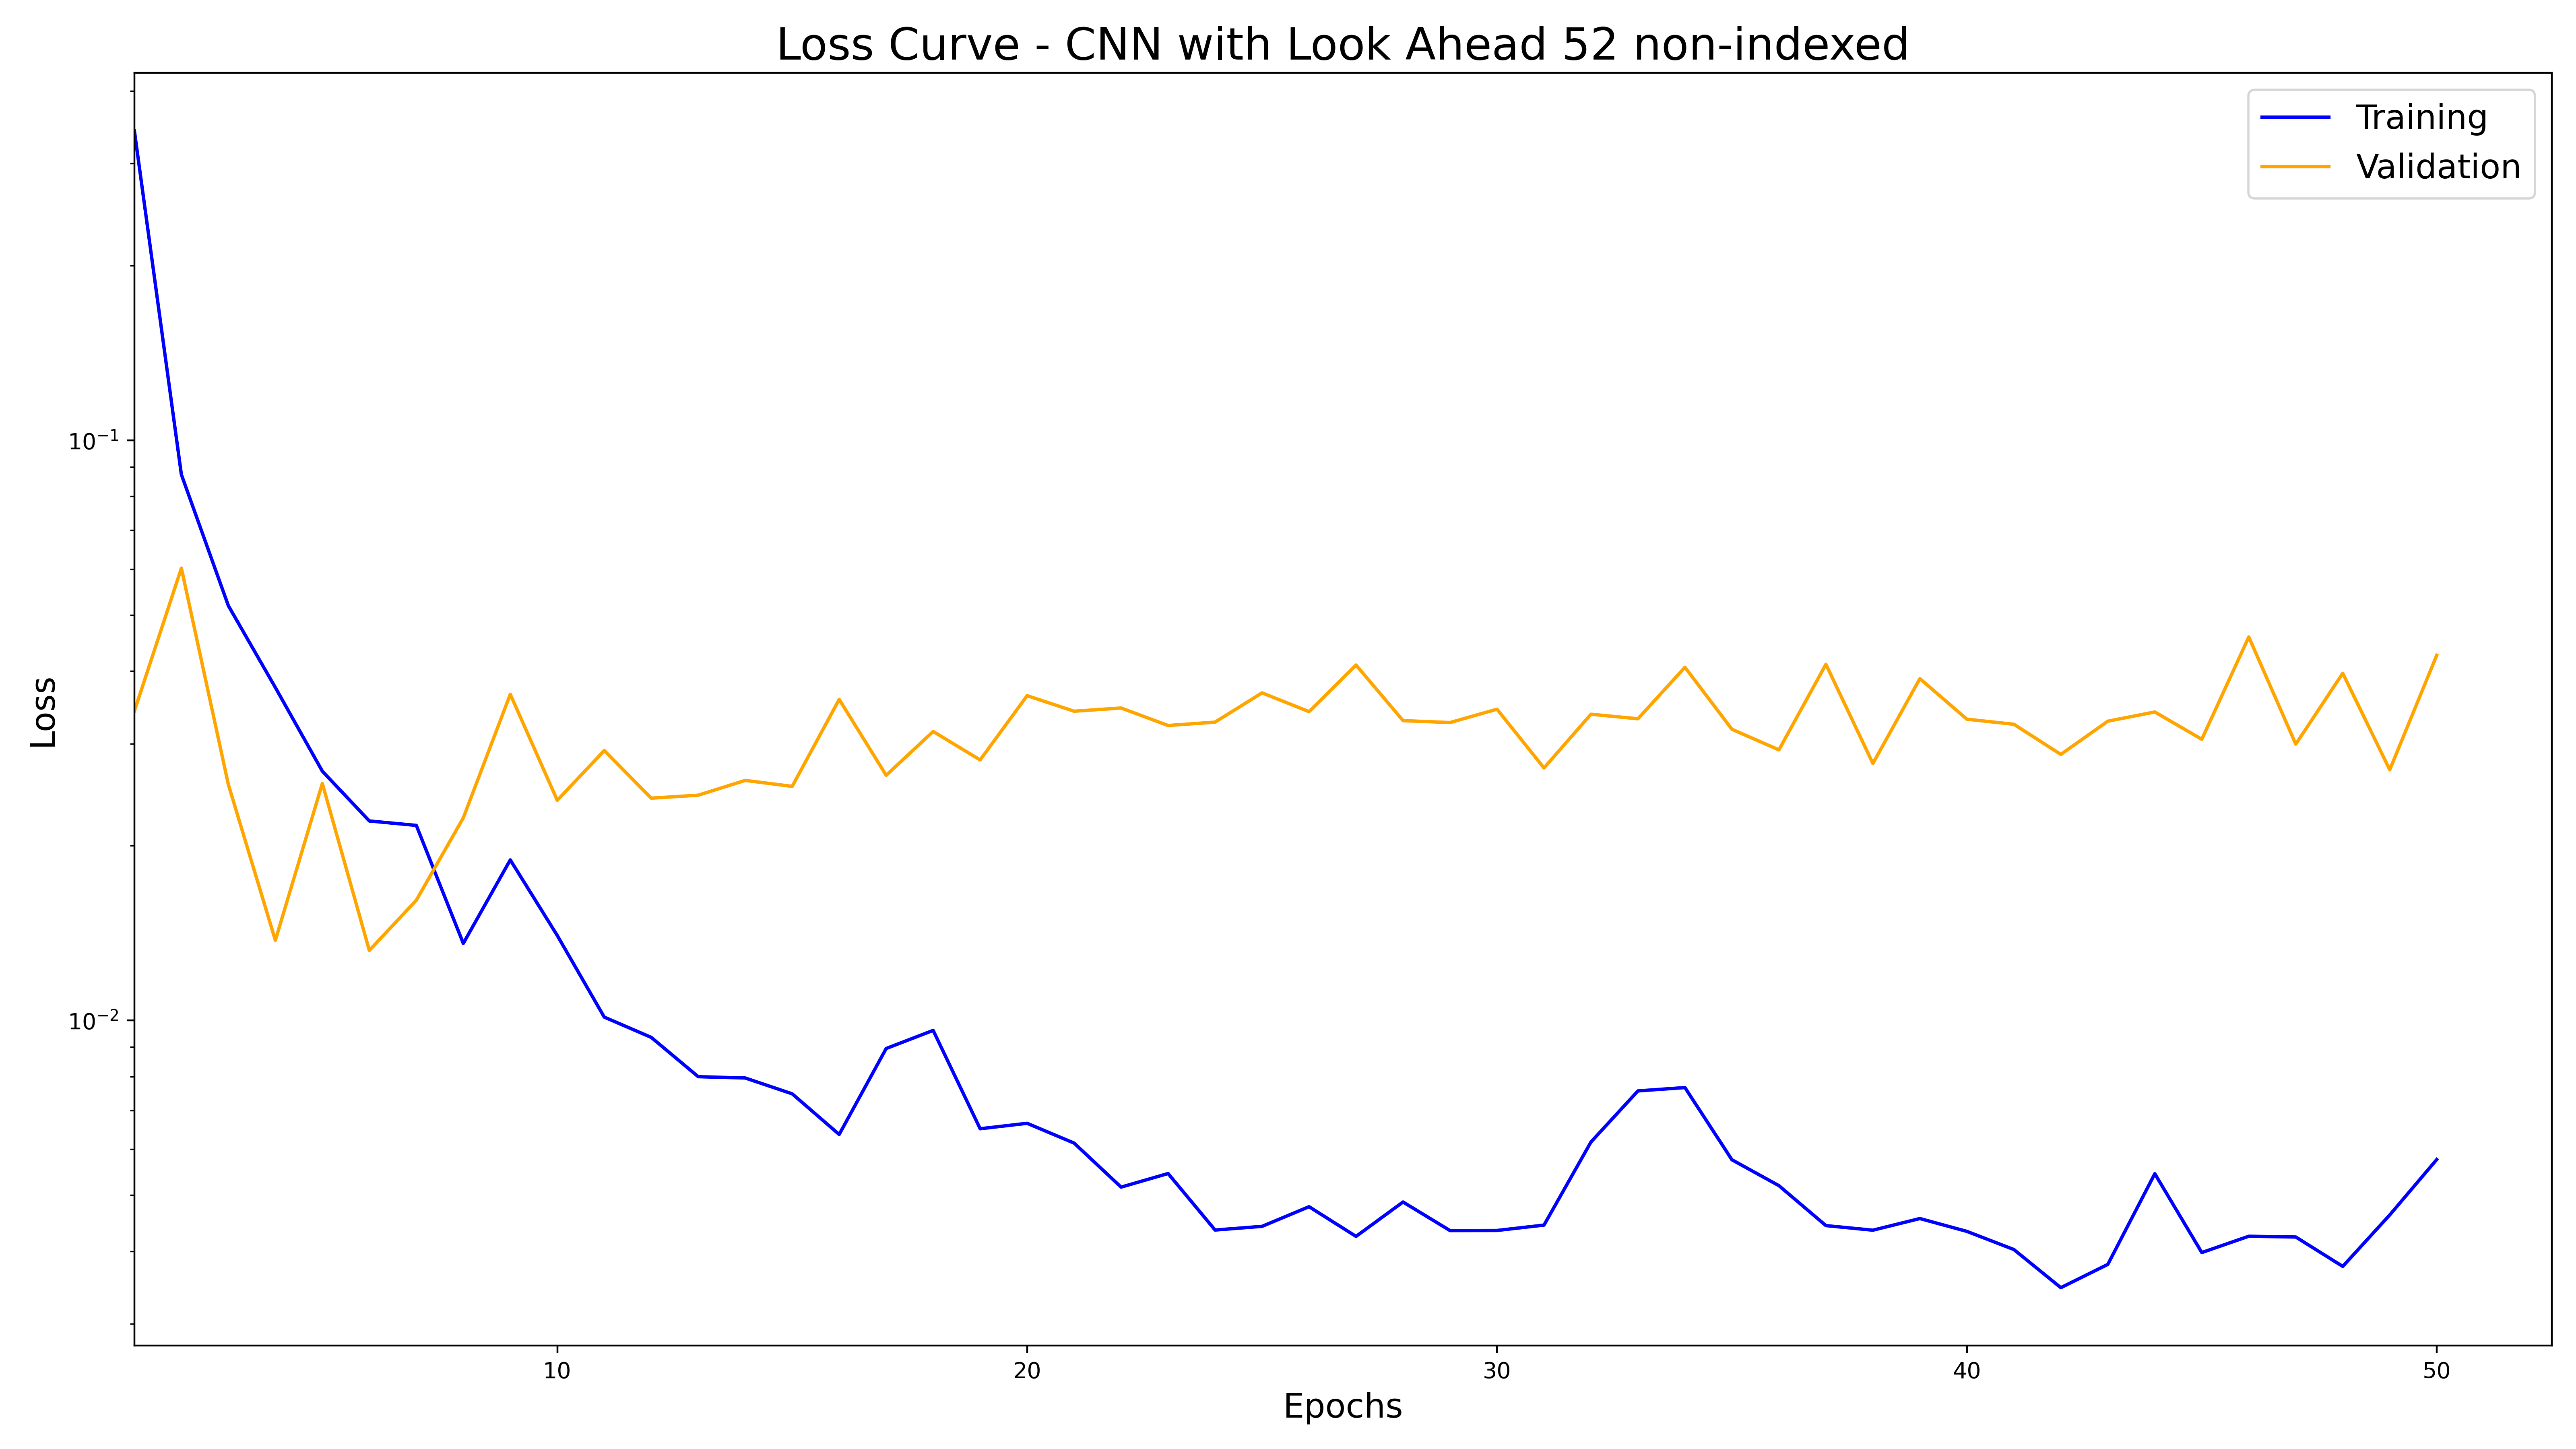 Loss Curve - CNN with Look Ahead 52 non-indexed
Training
Validation
10⁻¹
10⁻²
Loss
10 20 30 40 50
Epochs